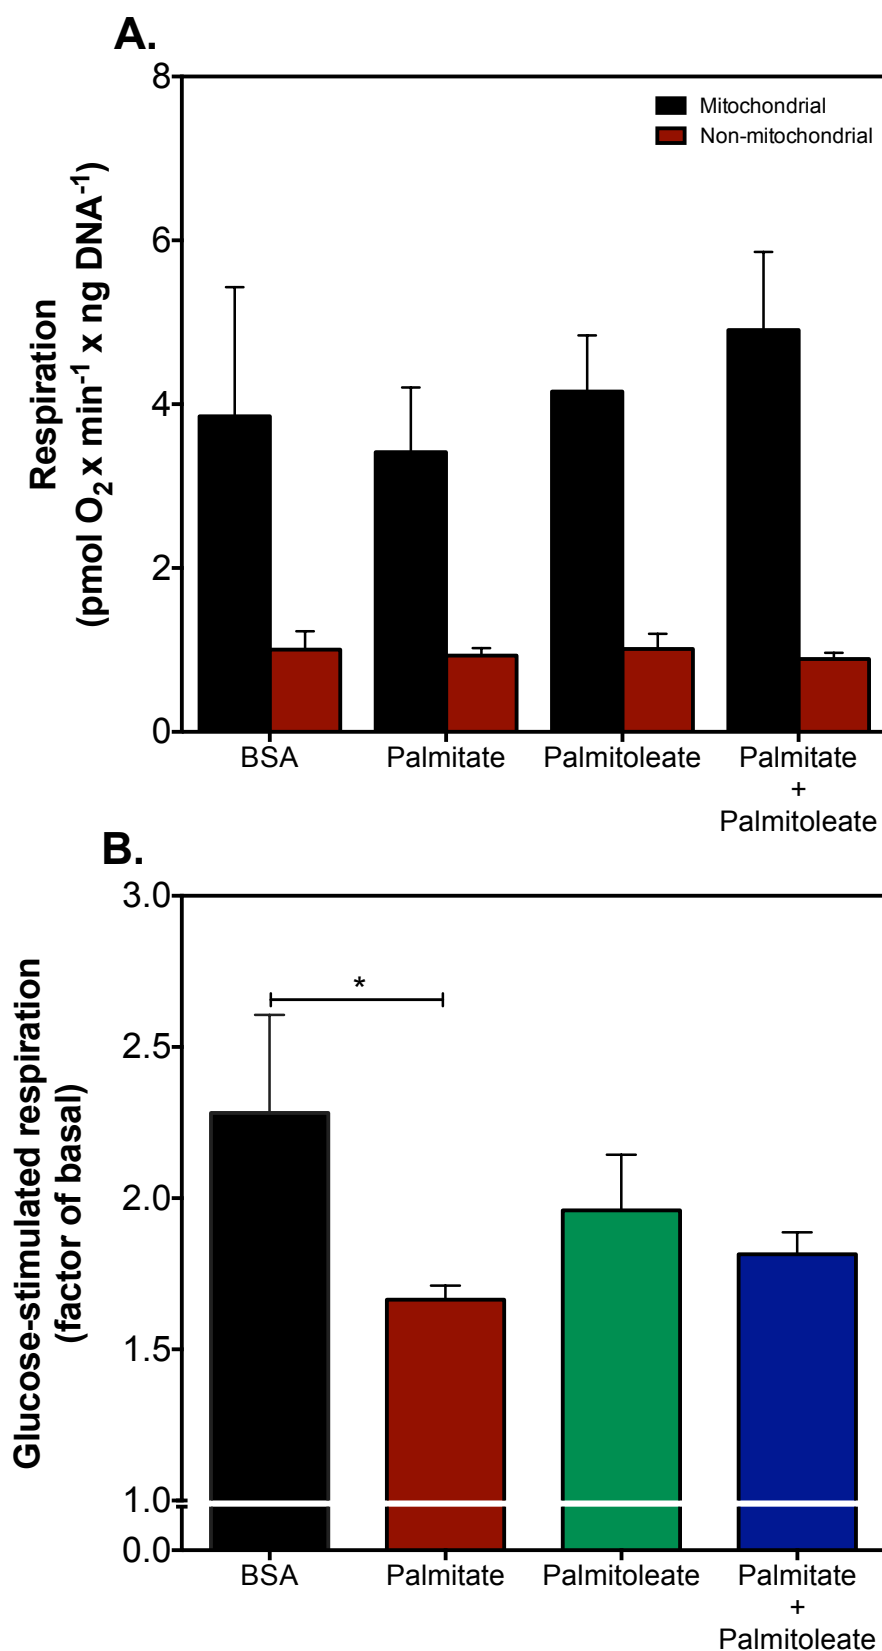 A.
8
6
4
2
0
Respiration
(pmol O₂ x min⁻¹ x ng DNA⁻¹)
Mitochondrial
Non-mitochondrial
BSA
Palmitate
Palmitoleate
Palmitate
+
Palmitoleate
B.
3.0
2.5
2.0
1.5
1.0
0.0
Glucose-stimulated respiration
(factor of basal)
*
BSA
Palmitate
Palmitoleate
Palmitate
+
Palmitoleate